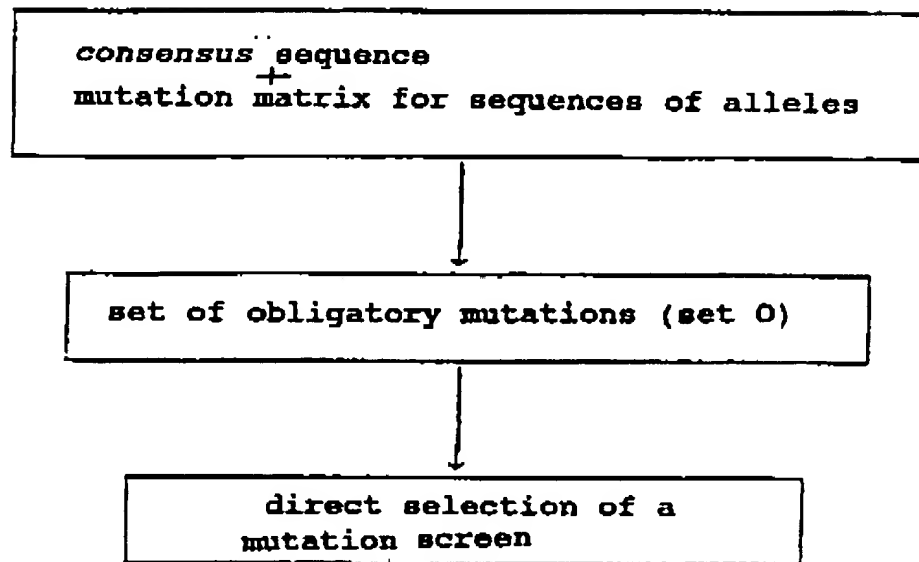 consensus sequence
+
mutation matrix for sequences of alleles
set of obligatory mutations (set O)
direct selection of a
mutation screen